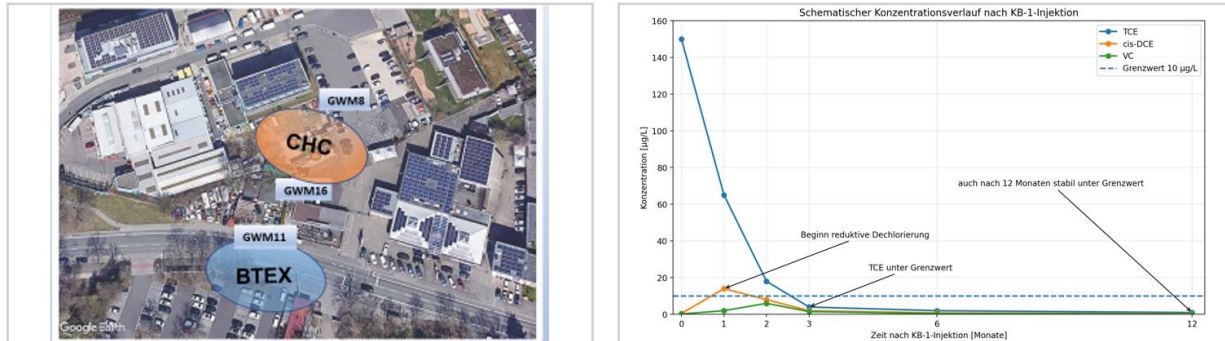 GWM8
CHC
GWM16
GWM11
BTEX
Google Earth
Schematischer Konzentrationsverlauf nach KB-1-Injektion
TCE
cis-DCE
VC
Grenzwert 10 µg/L
Konzentration [µg/L]
160
140
120
100
80
60
40
20
0
auch nach 12 Monaten stabil unter Grenzwert
Beginn reduktive Dechlorierung
TCE unter Grenzwert
0 1 2 3 6 12
Zeit nach KB-1-Injektion [Monate]